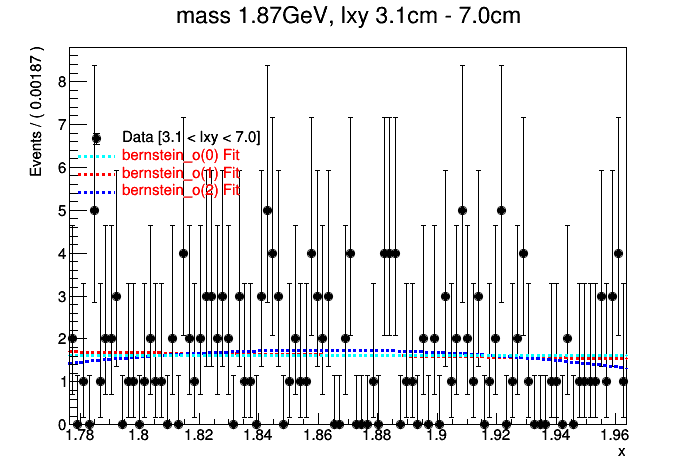 mass 1.87GeV, lxy 3.1cm - 7.0cm
Events / ( 0.00187 )
8
7
6
5
4
3
2
1
0
Data [3.1 < lxy < 7.0]
bernstein_o(0) Fit
bernstein_o(1) Fit
bernstein_o(2) Fit
1.78 1.8 1.82 1.84 1.86 1.88 1.9 1.92 1.94 1.96
x